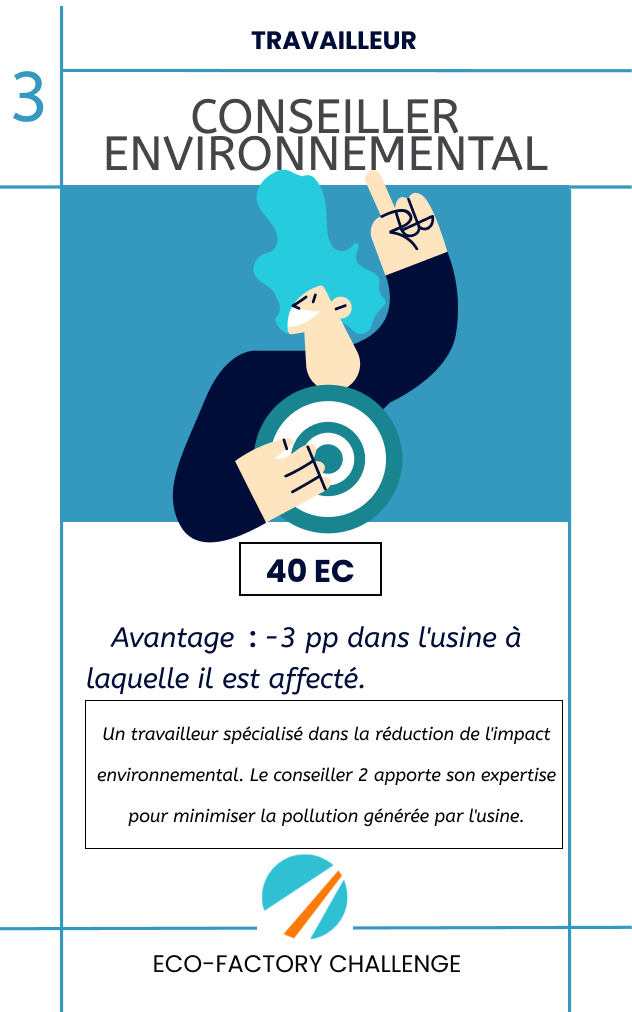 TRAVAILLEUR
3
CONSEILLER
ENVIRONNEMENTAL
40 EC
Avantage : -3 pp dans l'usine à
laquelle il est affecté.
Un travailleur spécialisé dans la réduction de l'impact
environnemental. Le conseiller 2 apporte son expertise
pour minimiser la pollution générée par l'usine.
ECO-FACTORY CHALLENGE